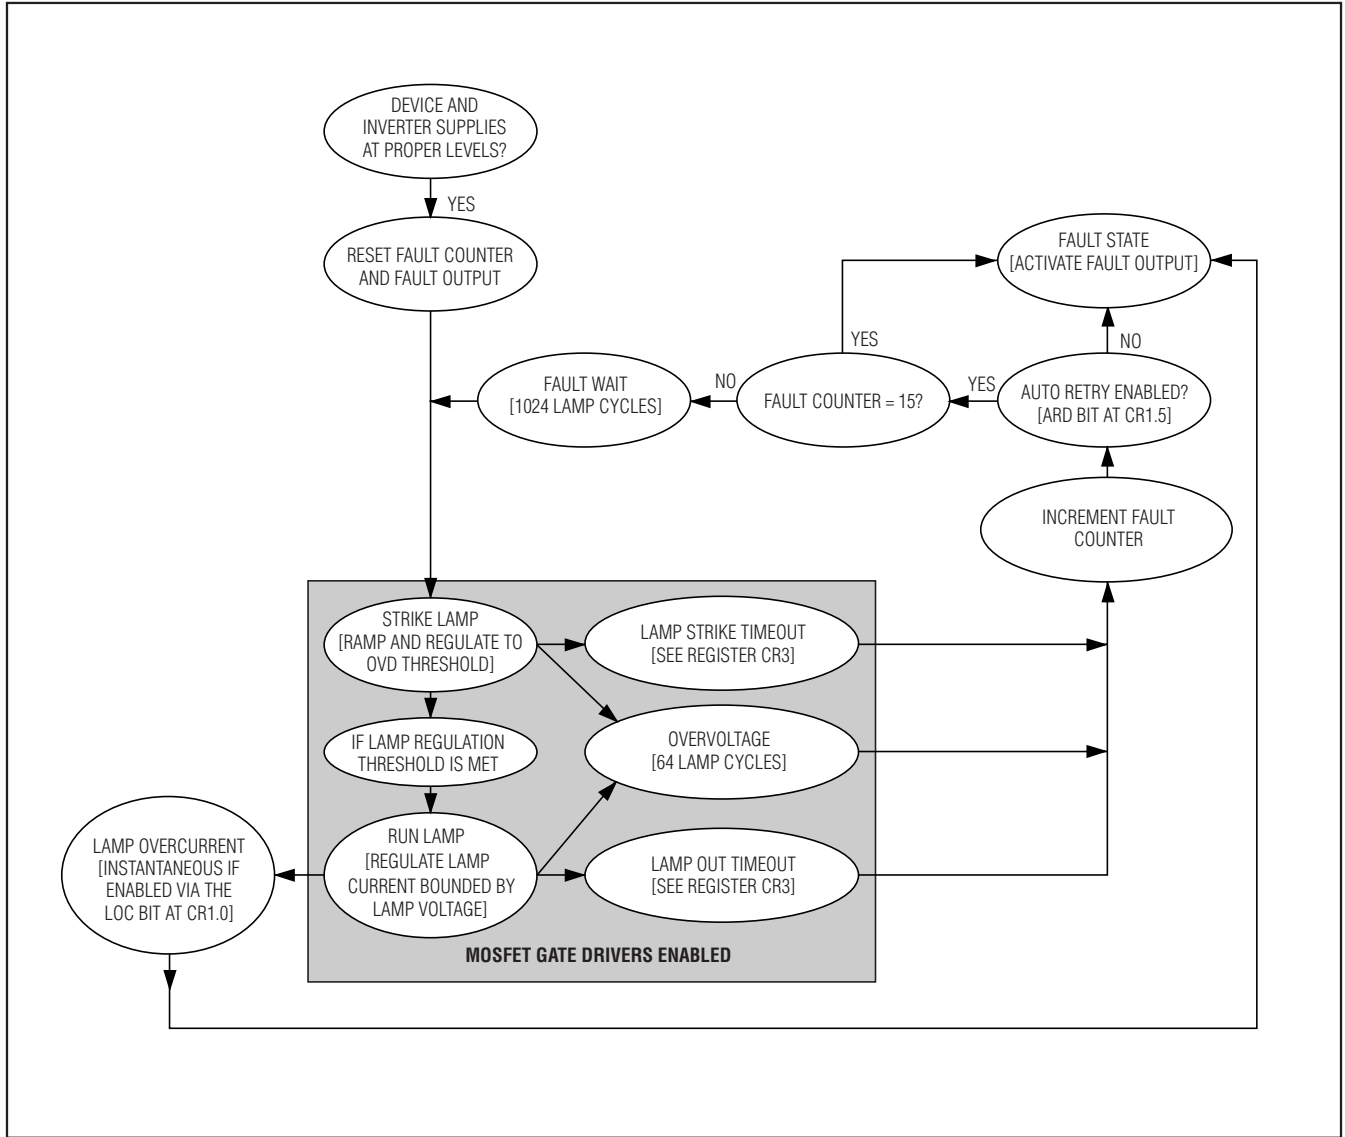 DEVICE AND
INVERTER SUPPLIES
AT PROPER LEVELS?
YES
RESET FAULT COUNTER
AND FAULT OUTPUT
FAULT STATE
[ACTIVATE FAULT OUTPUT]
YES
NO
FAULT WAIT
[1024 LAMP CYCLES]
NO
FAULT COUNTER = 15?
YES
AUTO RETRY ENABLED?
[ARD BIT AT CR1.5]
INCREMENT FAULT
COUNTER
STRIKE LAMP
[RAMP AND REGULATE TO
OVD THRESHOLD]
LAMP STRIKE TIMEOUT
[SEE REGISTER CR3]
IF LAMP REGULATION
THRESHOLD IS MET
OVERVOLTAGE
[64 LAMP CYCLES]
LAMP OVERCURRENT
[INSTANTANEOUS IF
ENABLED VIA THE
LOC BIT AT CR1.0]
RUN LAMP
[REGULATE LAMP
CURRENT BOUNDED BY
LAMP VOLTAGE]
LAMP OUT TIMEOUT
[SEE REGISTER CR3]
MOSFET GATE DRIVERS ENABLED